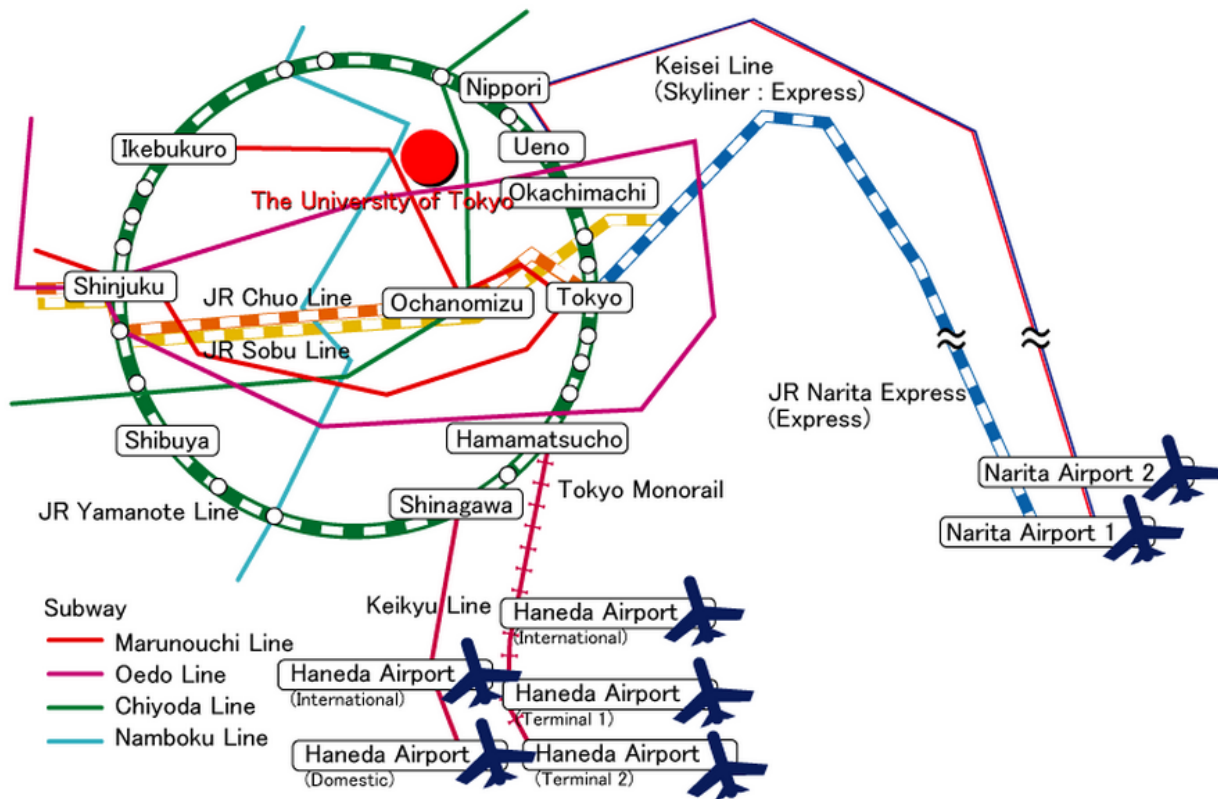 Keisei Line
(Skyliner : Express)
Nippori
Ikebukuro
Ueno
Okachimachi
The University of Tokyo
Shinjuku
JR Chuo Line
Ochanomizu
Tokyo
JR Sobu Line
JR Narita Express
(Express)
Shibuya
Hamamatsucho
Narita Airport 2
Tokyo Monorail
Shinagawa
JR Yamanote Line
Narita Airport 1
Subway
Keikyu Line
Haneda Airport
(International)
Marunouchi Line
Oedo Line
Haneda Airport
(International)
Haneda Airport
(Terminal 1)
Chiyoda Line
Namboku Line
Haneda Airport
(Domestic)
Haneda Airport
(Terminal 2)